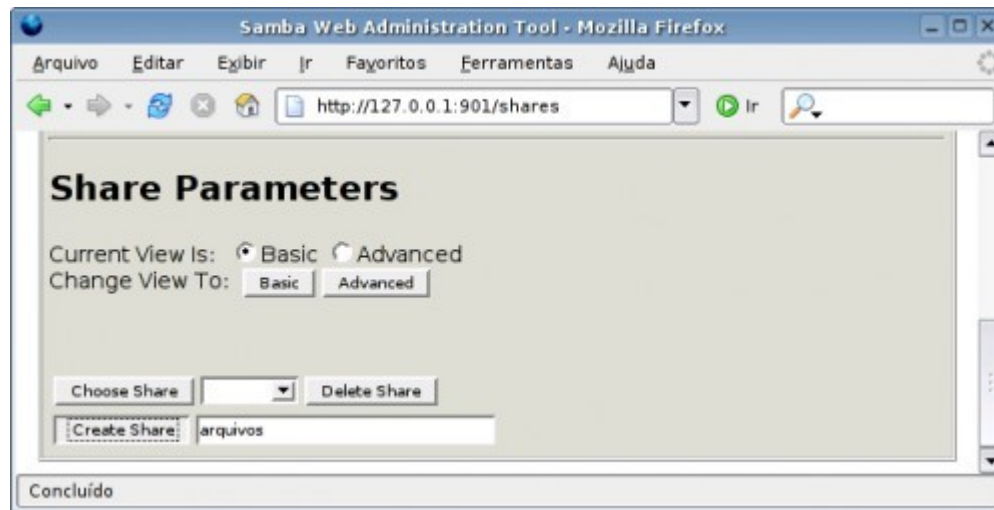 Samba Web Administration Tool - Mozilla Firefox
Arquivo Editar Exibir Ir Favoritos Ferramentas Ajuda
http://127.0.0.1:901/shares Ir
Share Parameters
Current View Is: Basic Advanced
Change View To: Basic Advanced
Choose Share Delete Share
Create Share arquivos
Concluído